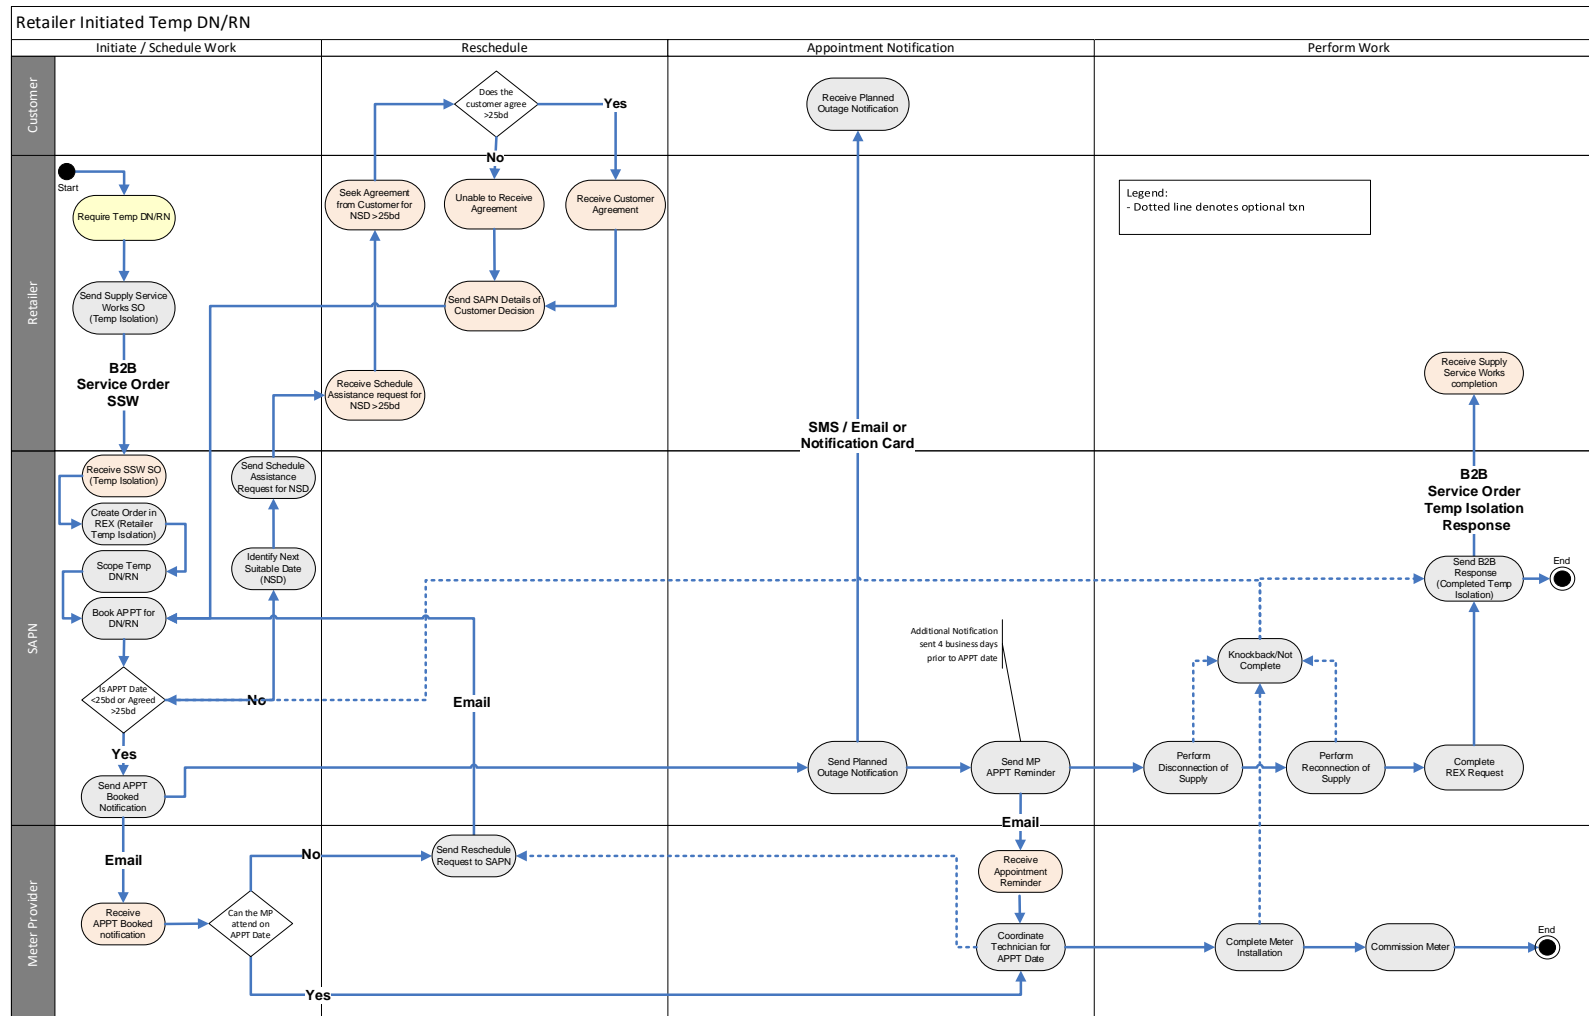 Retailer Initiated Temp DN/RN
Initiate / Schedule Work
Reschedule
Appointment Notification
Perform Work
Customer
Does the
customer agree
>25bd
Yes
No
Receive Planned
Outage Notification
Retailer
Start
Require Temp DN/RN
Send Supply Service
Works SO
(Temp Isolation)
B2B
Service Order
SSW
Seek Agreement
from Customer for
NSD >25bd
Unable to Receive
Agreement
Receive Customer
Agreement
Send SAPN Details of
Customer Decision
Receive Schedule
Assistance request for
NSD >25bd
SMS / Email or
Notification Card
Legend:
- Dotted line denotes optional txn
Receive Supply
Service Works
completion
SAPN
Receive SSW SO
(Temp Isolation)
Create Order in
REX (Retailer
Temp Isolation)
Scope Temp
DN/RN
Book APPT for
DN/RN
Is APPT Date
<25bd or Agreed
>25bd
No
Yes
Send APPT
Booked
Notification
Send Schedule
Assistance
Request for NSD
Identify Next
Suitable Date
(NSD)
Email
Additional Notification
sent 4 business days
prior to APPT date
Send Planned
Outage Notification
Send MP
APPT Reminder
B2B
Service Order
Temp Isolation
Response
Send B2B
Response
(Completed Temp
Isolation)
End
Knockback/Not
Complete
Perform
Disconnection of
Supply
Perform
Reconnection of
Supply
Complete
REX Request
Meter Provider
Email
Receive
APPT Booked
notification
Can the MP
attend on
APPT Date
No
Yes
Send Reschedule
Request to SAPN
Email
Receive
Appointment
Reminder
Coordinate
Technician for
APPT Date
Complete Meter
Installation
Commission Meter
End